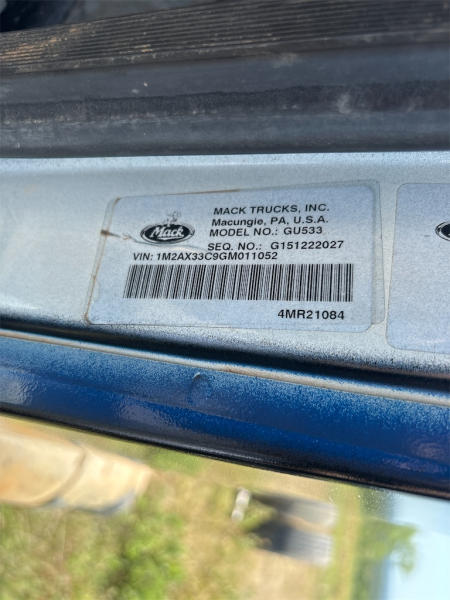 MACK TRUCKS, INC.
Macungie, PA, U.S.A.
Mack
MODEL NO.: GU533
SEQ. NO.: G151222027
VIN: 1M2AX33C9GM011052
4MR21084